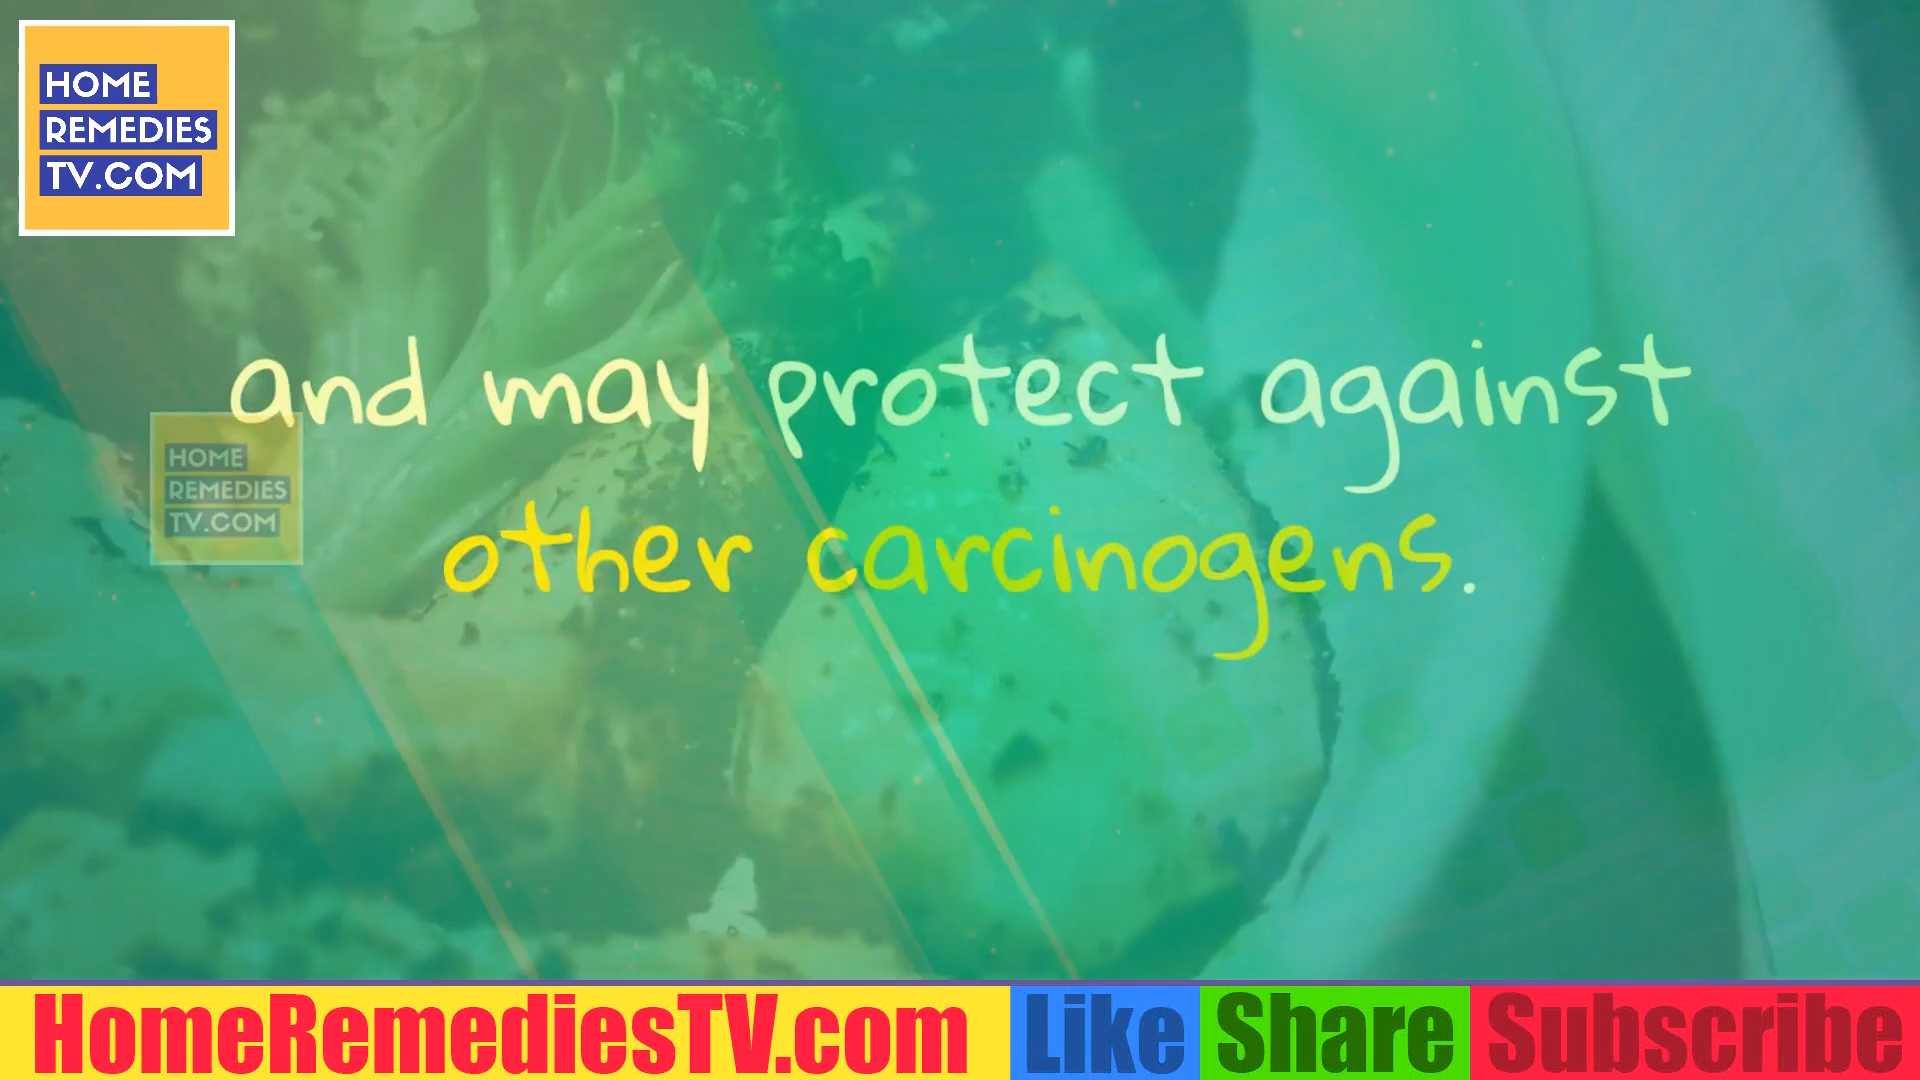 HOME
REMEDIES
TV.COM
and may protect against
HOME
REMEDIES
TV.COM
other carcinogens.
HomeRemediesTV.com Like Share Subscribe